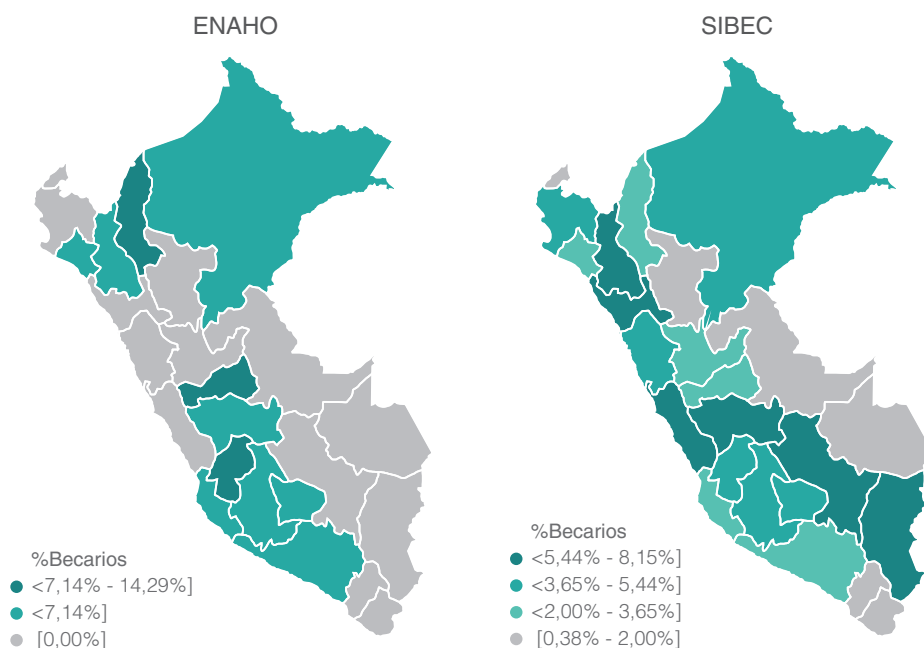 ENAHO
%Becarios
<7,14% - 14,29%]
<7,14%]
[0,00%]
SIBEC
%Becarios
<5,44% - 8,15%]
<3,65% - 5,44%]
<2,00% - 3,65%]
[0,38% - 2,00%]